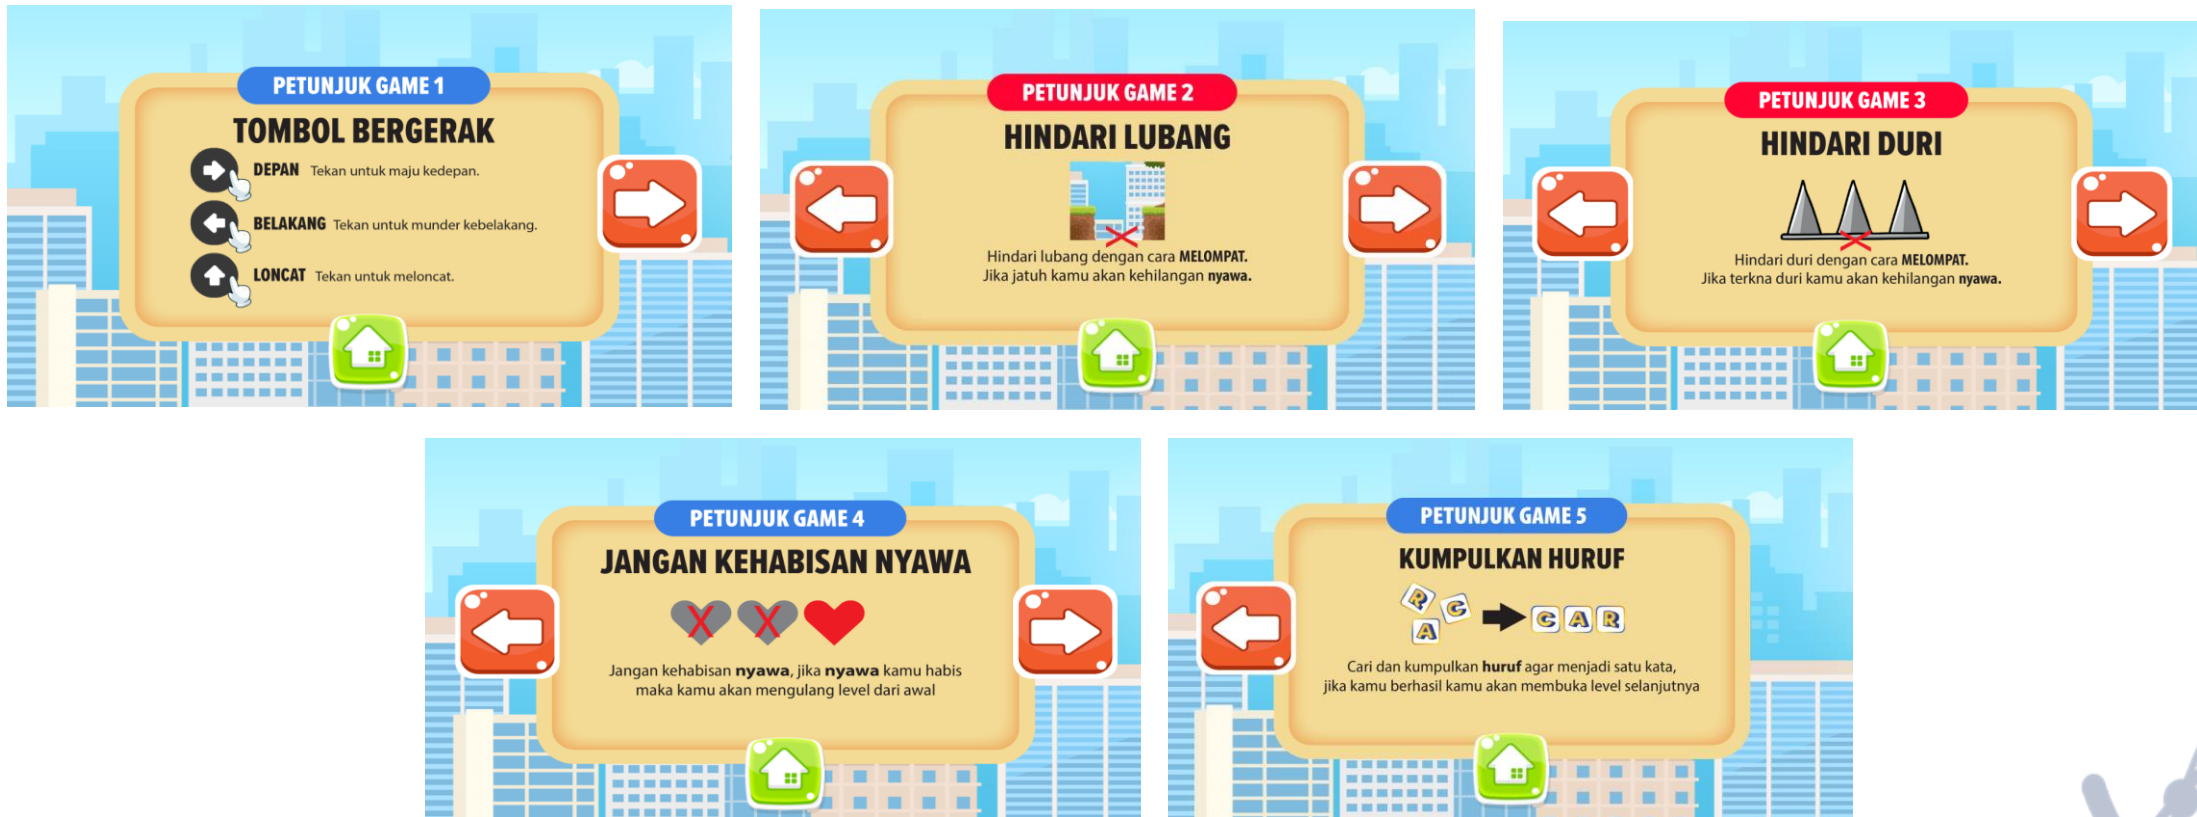 PETUNJUK GAME 1
TOMBOL BERGERAK
DEPAN Tekan untuk maju kedepan.
BELAKANG Tekan untuk munder kebelakang.
LONCAT Tekan untuk meloncat.
PETUNJUK GAME 2
HINDARI LUBANG
Hindari lubang dengan cara MELOMPAT.
Jika jatuh kamu akan kehilangan nyawa.
PETUNJUK GAME 3
HINDARI DURI
Hindari duri dengan cara MELOMPAT.
Jika terkna duri kamu akan kehilangan nyawa.
PETUNJUK GAME 4
JANGAN KEHABISAN NYAWA
X X
Jangan kehabisan nyawa, jika nyawa kamu habis
maka kamu akan mengulang level dari awal
PETUNJUK GAME 5
KUMPULKAN HURUF
R C A C A R
Cari dan kumpulkan huruf agar menjadi satu kata,
jika kamu berhasil kamu akan membuka level selanjutnya